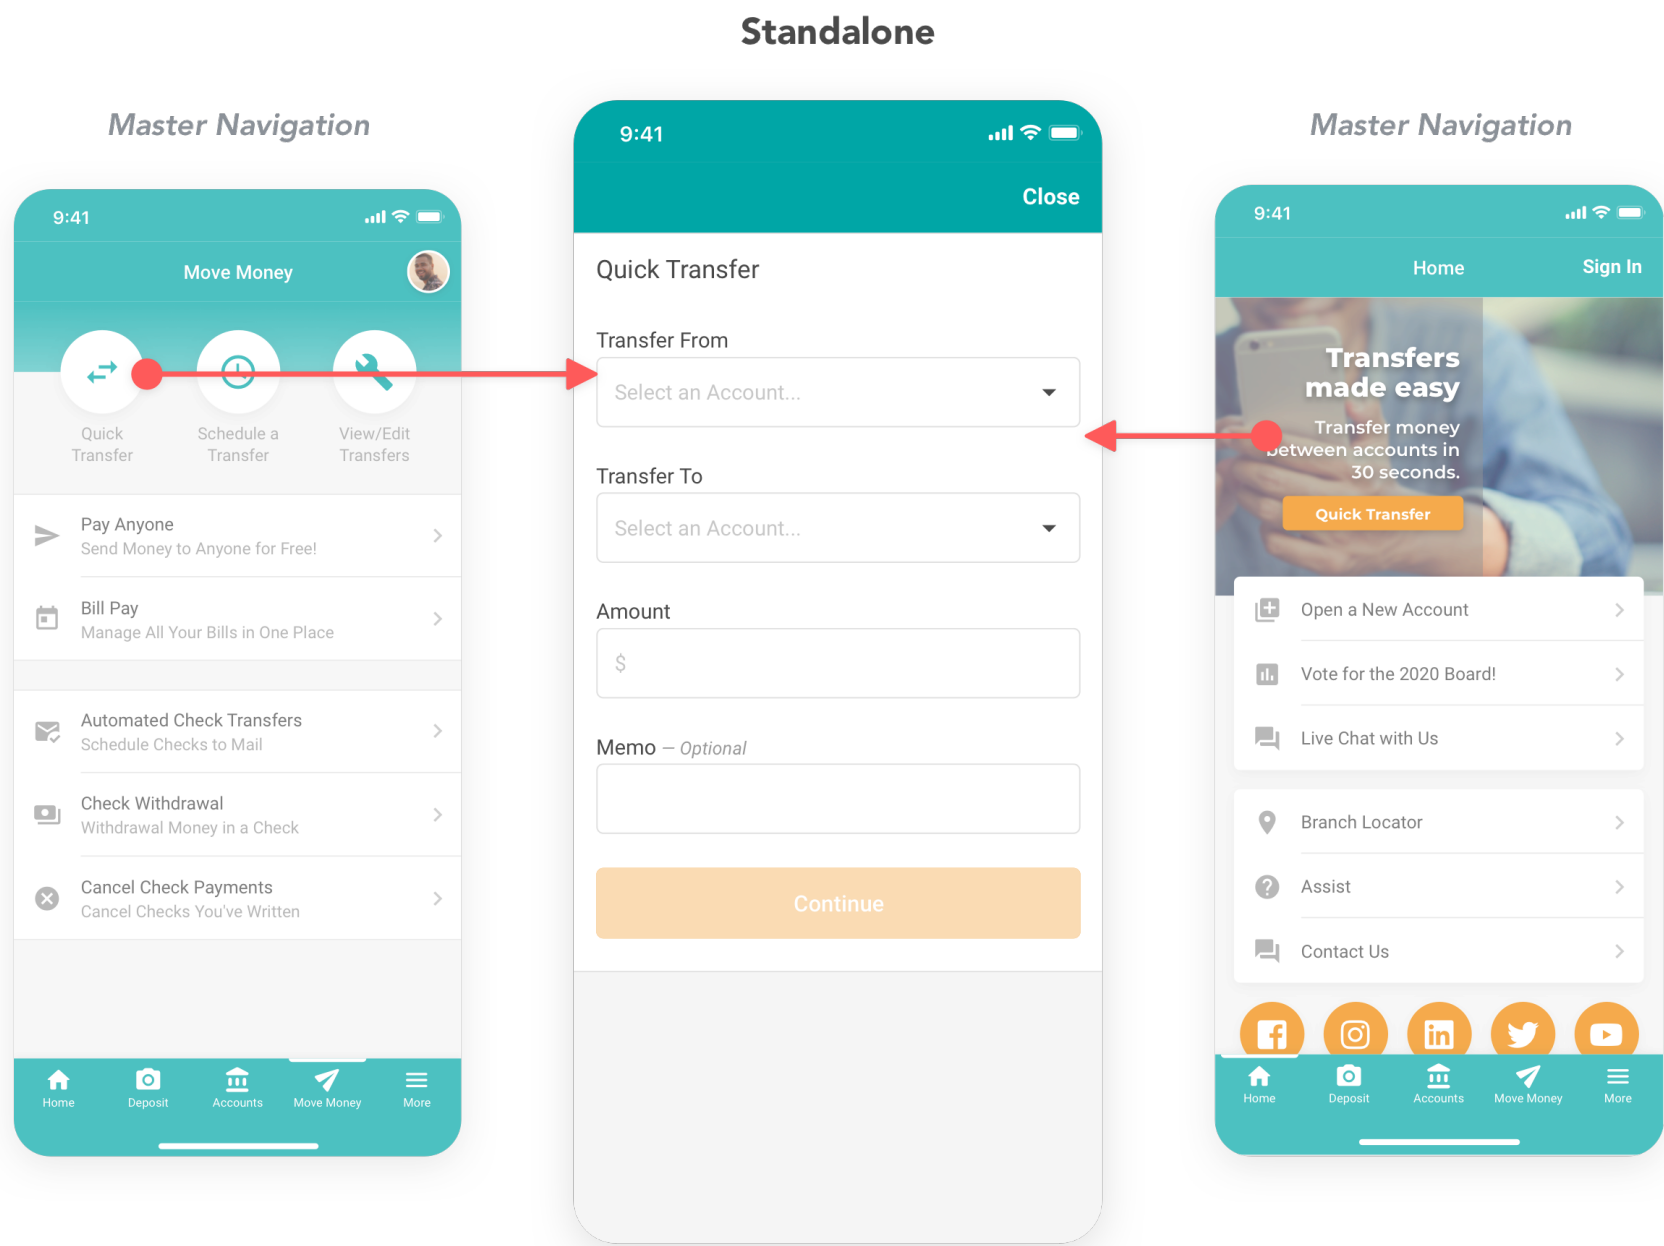 Standalone
Master Navigation
9:41
Move Money
Quick
Transfer
Schedule a
Transfer
View/Edit
Transfers
Pay Anyone
Send Money to Anyone for Free!
Bill Pay
Manage All Your Bills in One Place
Automated Check Transfers
Schedule Checks to Mail
Check Withdrawal
Withdrawal Money in a Check
Cancel Check Payments
Cancel Checks You've Written
Home
Deposit
Accounts
Move Money
More
9:41
Close
Quick Transfer
Transfer From
Select an Account...
Transfer To
Select an Account...
Amount
$
Memo – Optional
Continue
Master Navigation
9:41
Home
Sign In
Transfers
made easy
Transfer money
between accounts in
30 seconds.
Quick Transfer
Open a New Account
Vote for the 2020 Board!
Live Chat with Us
Branch Locator
Assist
Contact Us
Home
Deposit
Accounts
Move Money
More